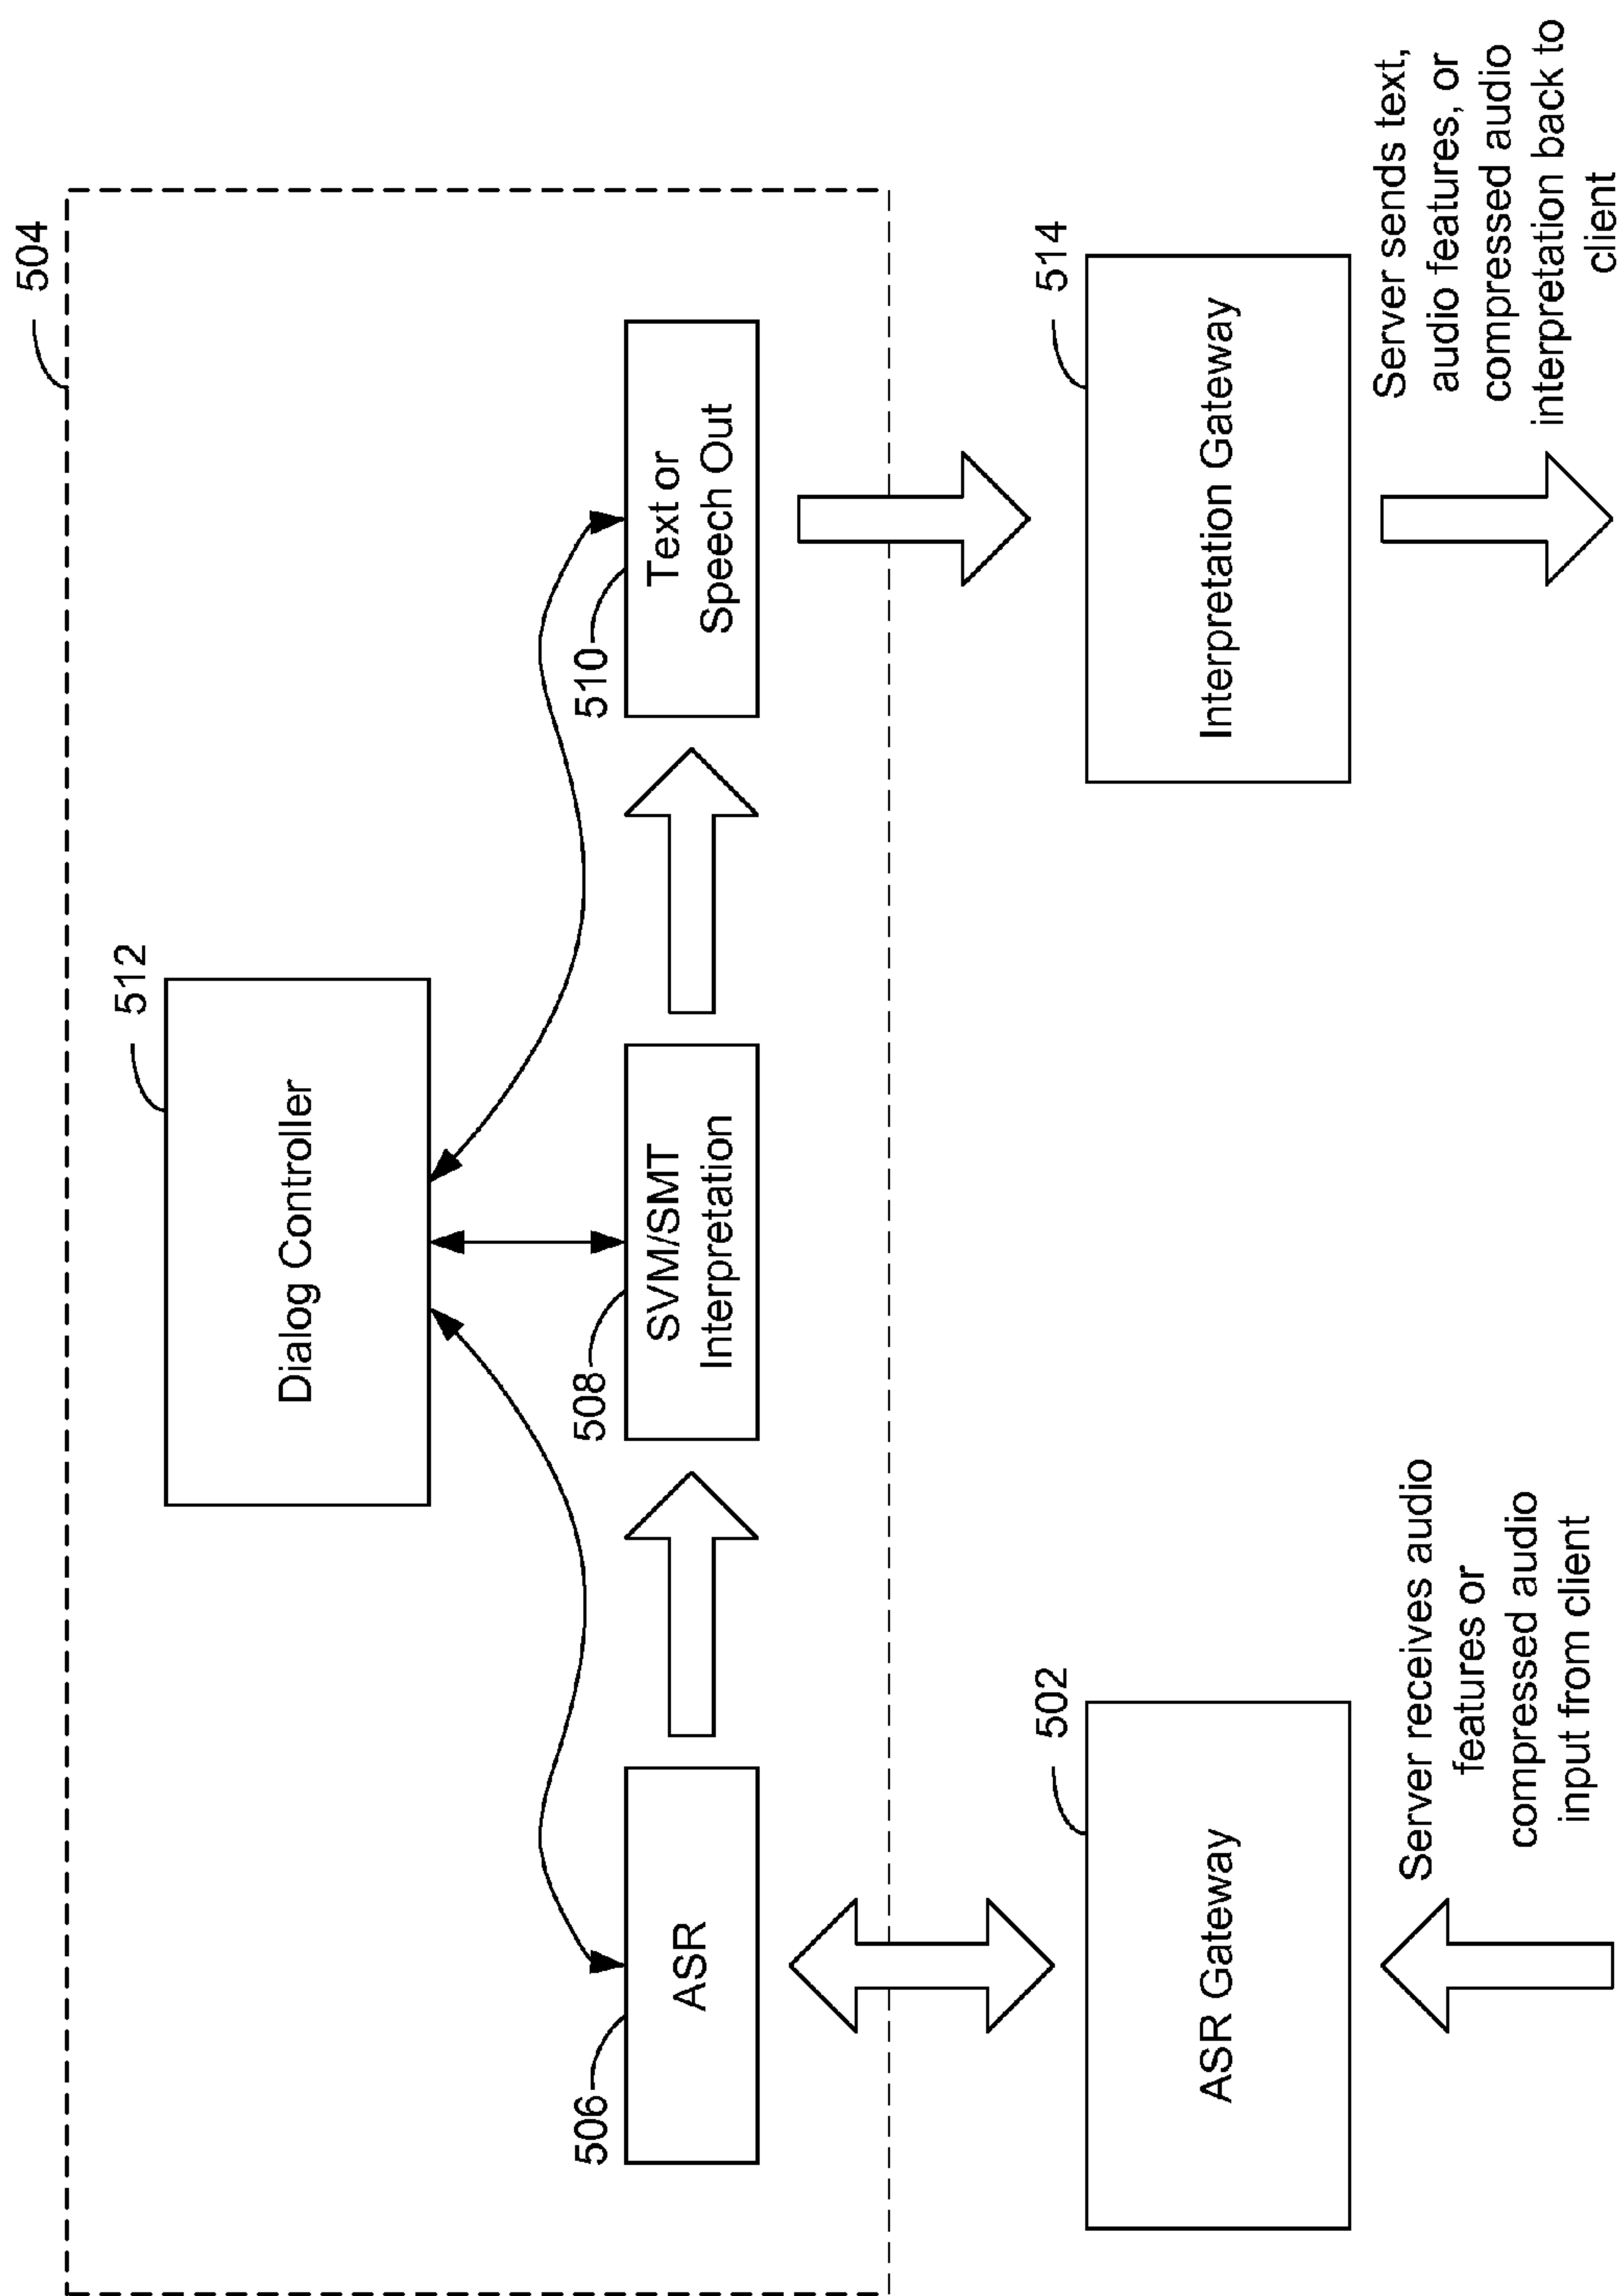 504
512
Dialog Controller
506
ASR
508
SVM/SMT
Interpretation
510
Text or
Speech Out
502
ASR Gateway
514
Interpretation Gateway
Server receives audio
features or
compressed audio
input from client
Server sends text,
audio features, or
compressed audio
interpretation back to
client